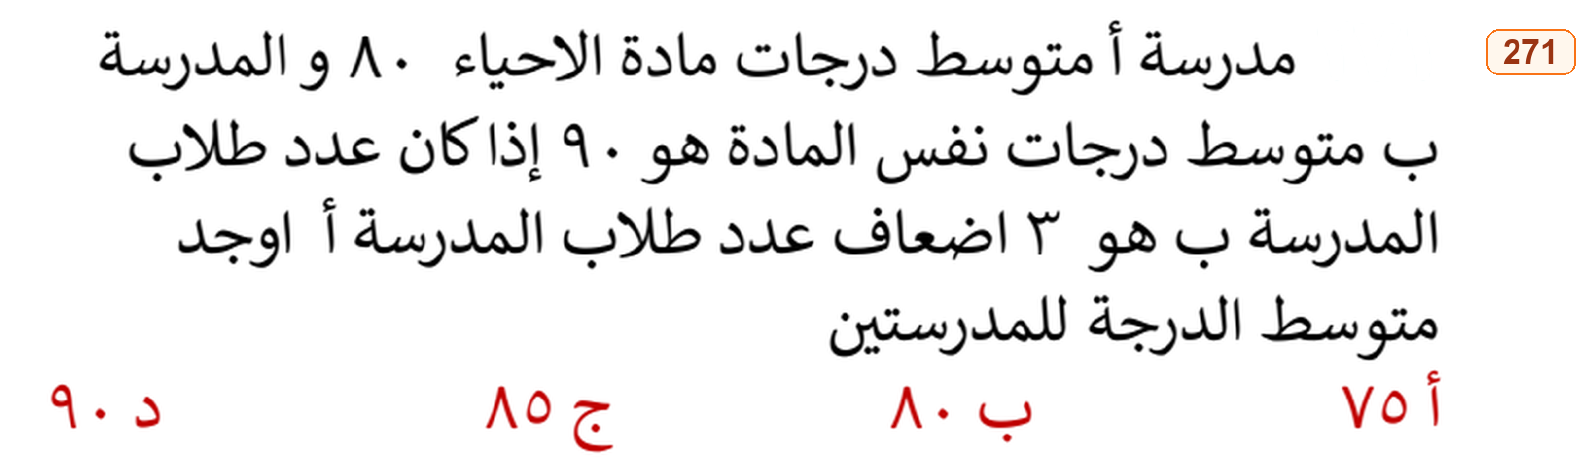 271
مدرسة أ متوسط درجات مادة الاحياء ٨٠ و المدرسة
ب متوسط درجات نفس المادة هو ٩٠ إذا كان عدد طلاب
المدرسة ب هو ٣ اضعاف عدد طلاب المدرسة أ اوجد
متوسط الدرجة للمدرستين
أ ٧٥ ب ٨٠ ج ٨٥ د ٩٠